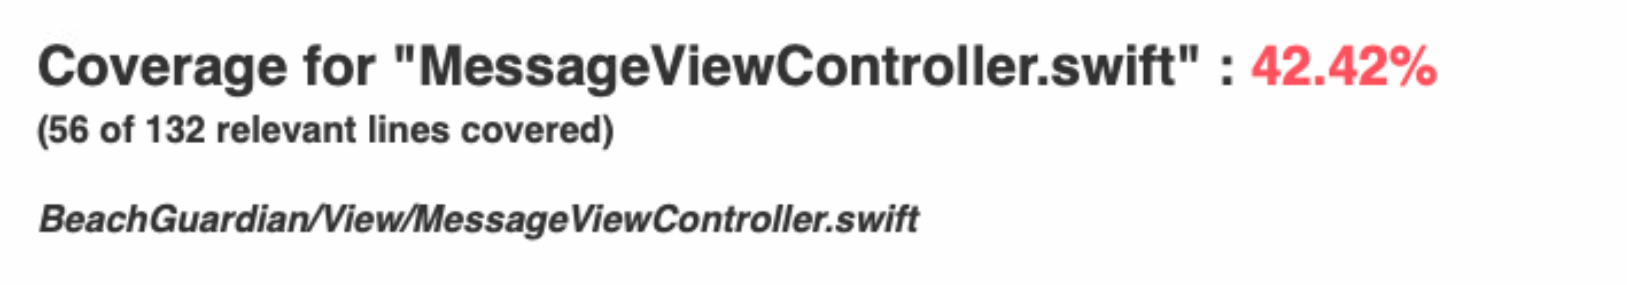 Coverage for "MessageViewController.swift" : 42.42%
(56 of 132 relevant lines covered)
BeachGuardian/View/MessageViewController.swift